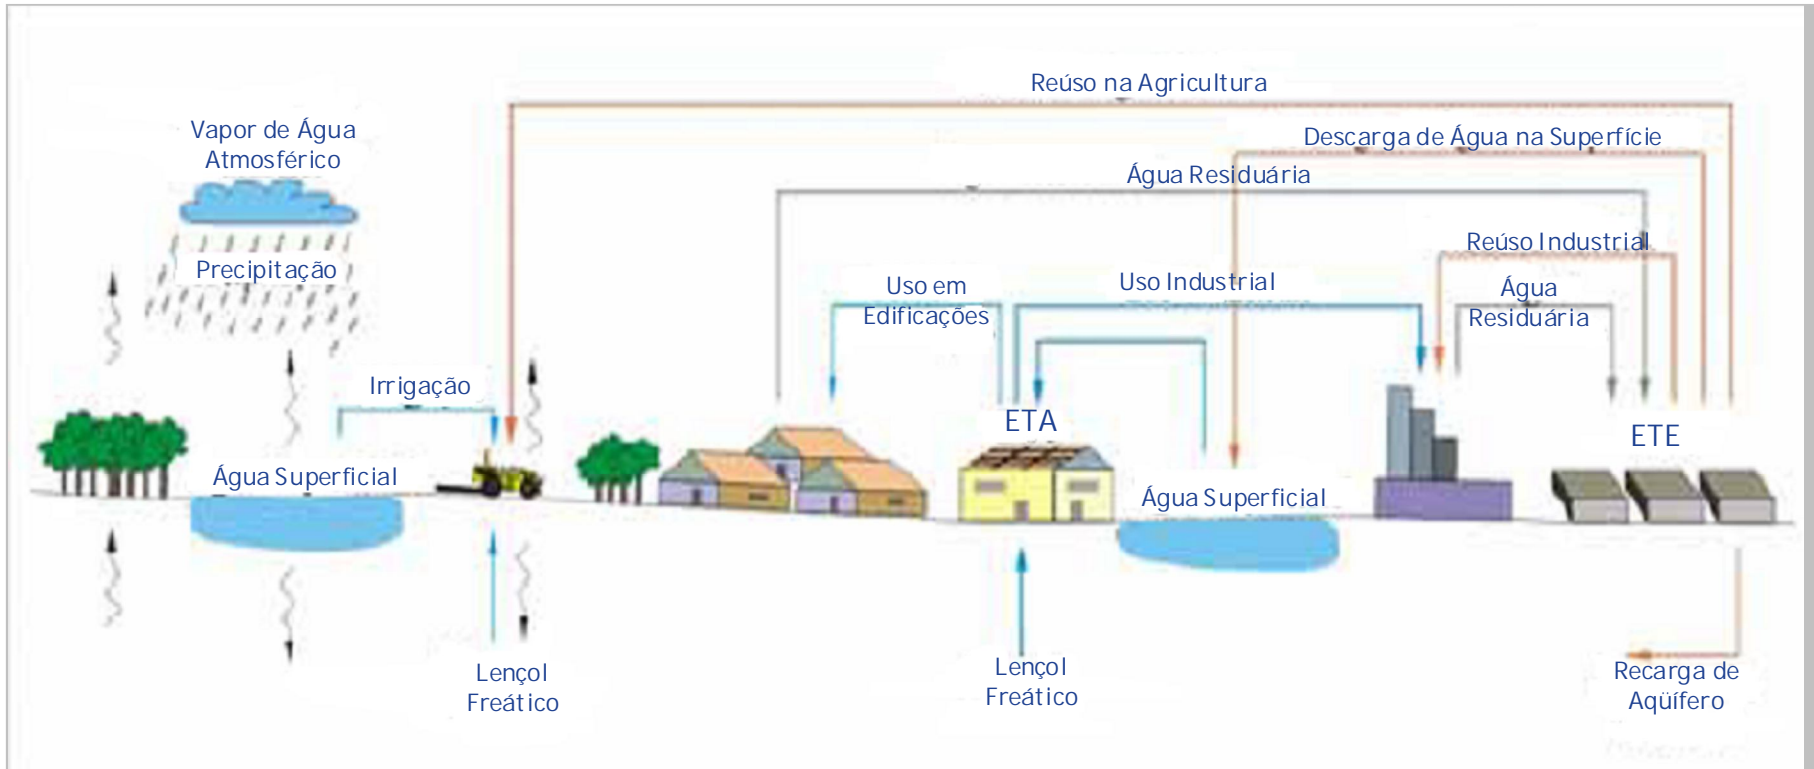 Reúso na Agricultura
Vapor de Água
Atmosférico
Descarga de Água na Superfície
Água Residuária
Precipitação
Reúso Industrial
Uso em
Edificações
Uso Industrial
Água
Residuária
Irrigação
ETA
ETE
Água Superficial
Água Superficial
Lençol
Freático
Lençol
Freático
Recarga de
Aqüífero